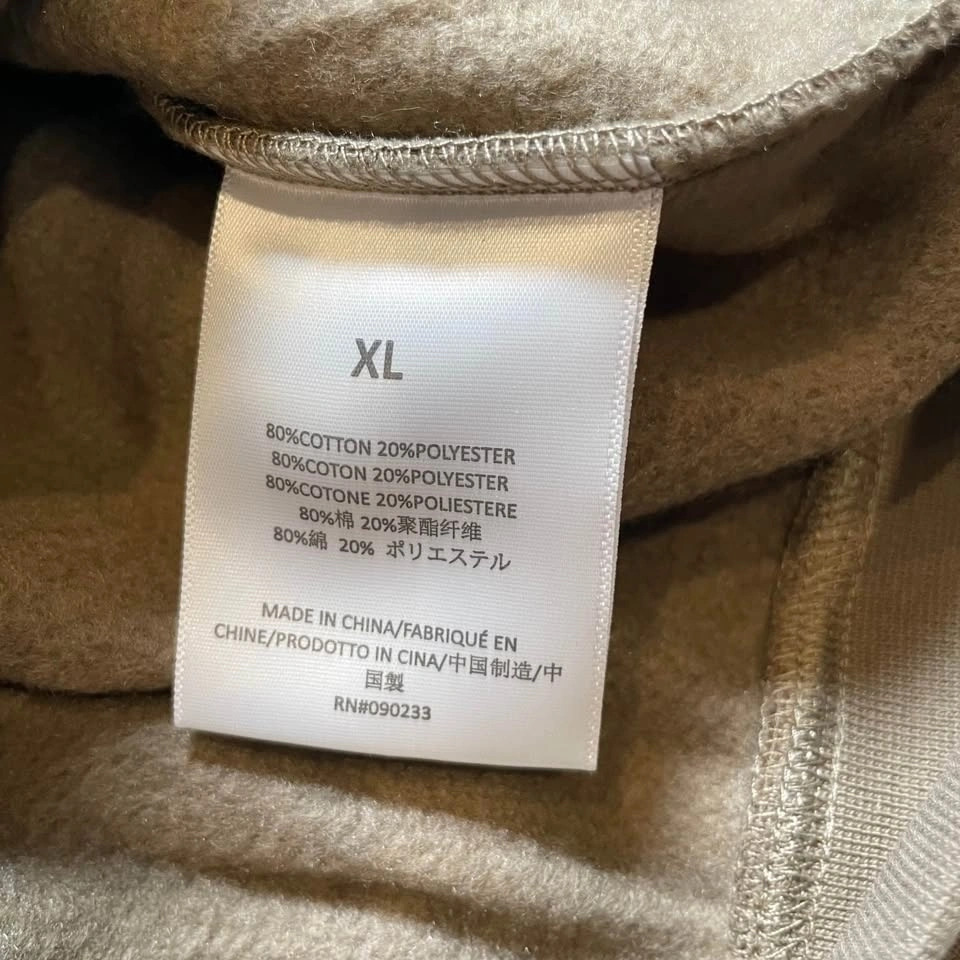 XL
80%COTTON 20%POLYESTER
80%COTON 20%POLYESTER
80%COTONE 20%POLIESTERE
80%棉 20%聚酯纤维
80%綿 20% ポリエステル
MADE IN CHINA/FABRIQUÉ EN
CHINE/PRODOTTO IN CINA/中国制造/中
国製
RN#090233